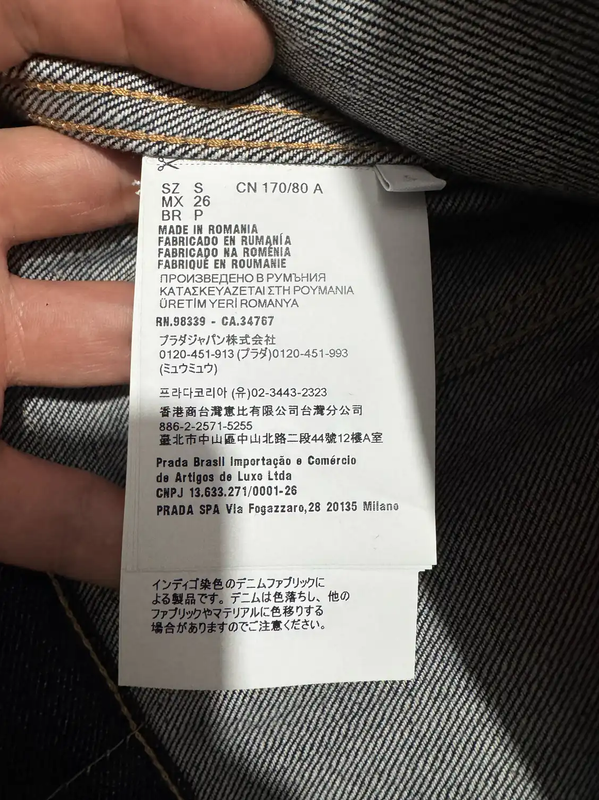 SZ S CN 170/80 A
MX 26
BR P
MADE IN ROMANIA
FABRICADO EN RUMANÍA
FABRICADO NA ROMÊNIA
FABRIQUÉ EN ROUMANIE
ПРОИЗВЕДЕНО В РУМЪНИЯ
ΚΑΤΑΣΚΕΥΑΖΕΤΑΙ ΣΤΗ ΡΟΥΜΑΝΙΑ
ÜRETİM YERİ ROMANYA
RN.98339 - CA.34767
プラダジャパン株式会社
0120-451-913 (プラダ)0120-451-993
(ミュウミュウ)
프라다코리아 (유)02-3443-2323
香港商台灣惠比有限公司台灣分公司
886-2-2571-5255
臺北市中山區中山北路二段44號12樓A室
Prada Brasil Importação e Comércio
de Artigos de Luxo Ltda
CNPJ 13.633.271/0001-26
PRADA SPA Via Fogazzaro,28 20135 Milano
インディゴ染色のデニムファブリックに
よる製品です。デニムは色落ちし、他の
ファブリックやマテリアルに色移りする
場合がありますのでご注意ください。